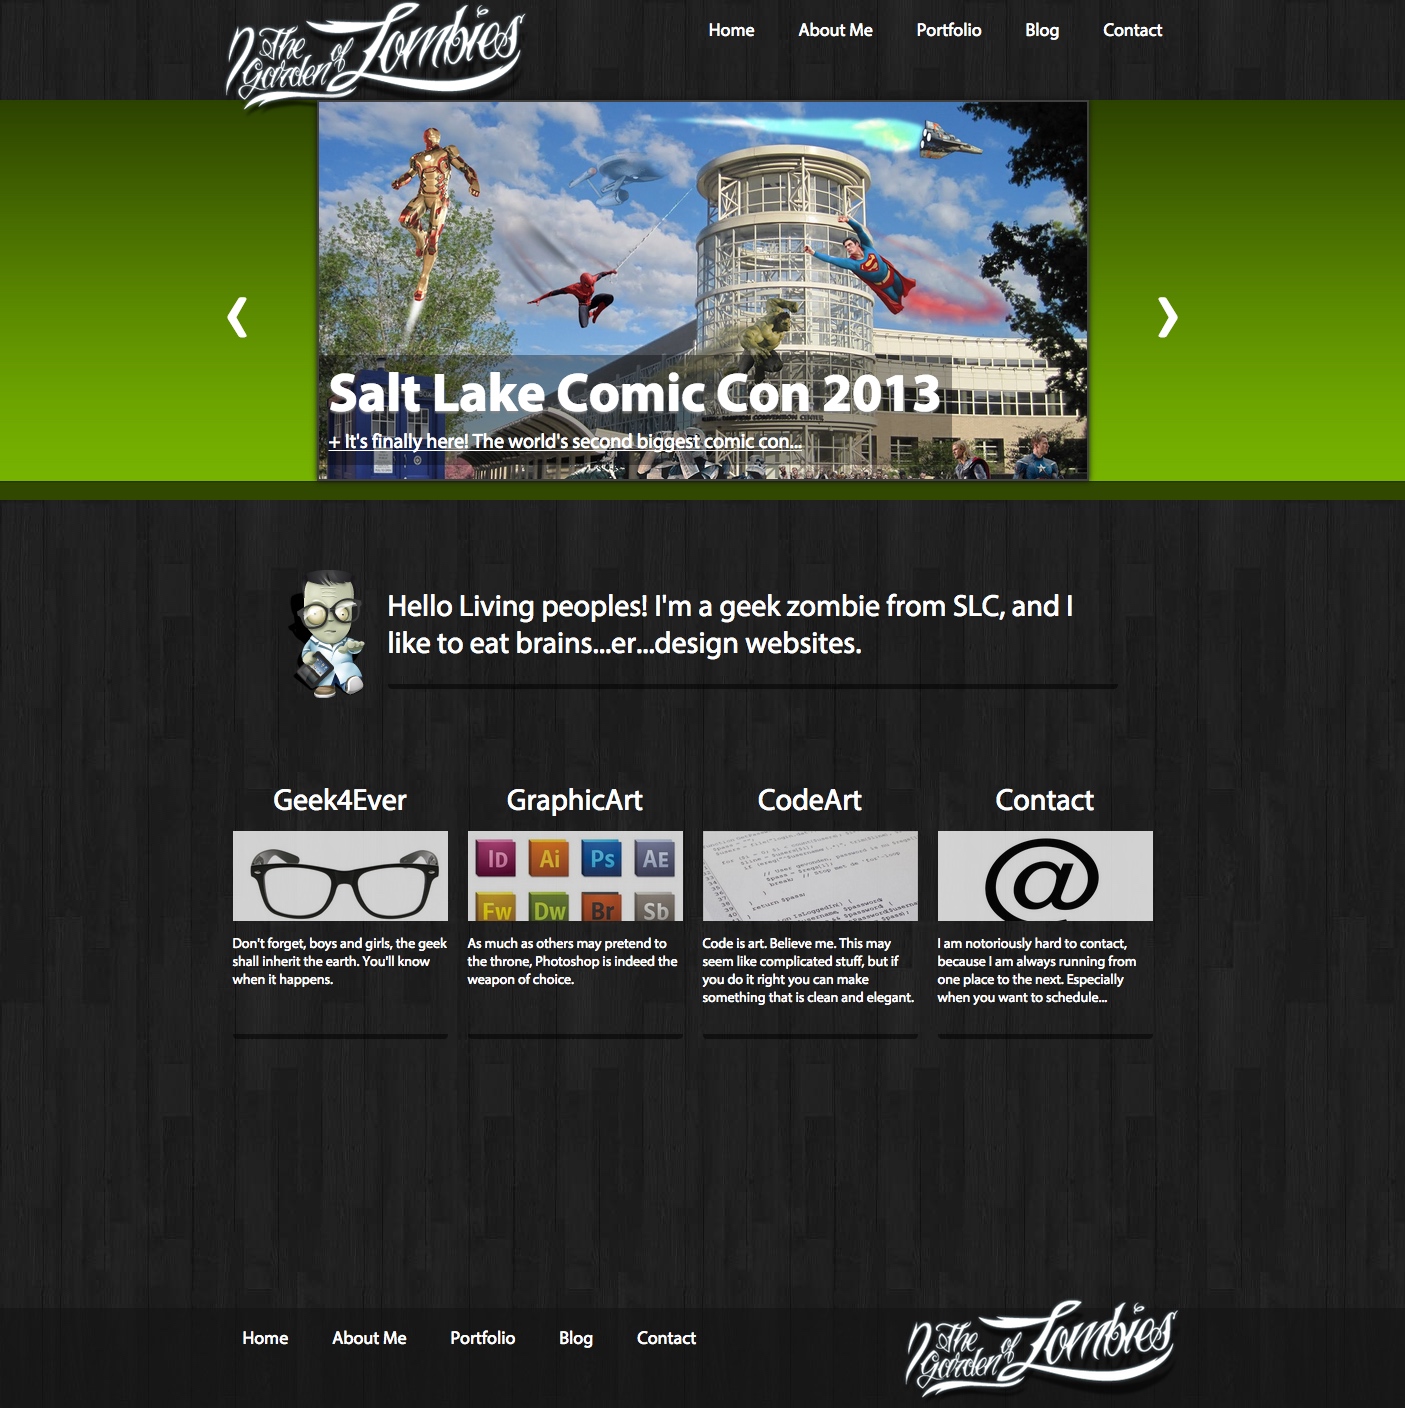 The Garden of Zombies
Home About Me Portfolio Blog Contact
Salt Lake Comic Con 2013
+ It's finally here! The world's second biggest comic con...
Hello Living peoples! I'm a geek zombie from SLC, and I
like to eat brains...er...design websites.
Geek4Ever
Don't forget, boys and girls, the geek
shall inherit the earth. You'll know
when it happens.
GraphicArt
ID Ai Ps AE
Fw Dw Br Sb
As much as others may pretend to
the throne, Photoshop is indeed the
weapon of choice.
CodeArt
Code is art. Believe me. This may
seem like complicated stuff, but if
you do it right you can make
something that is clean and elegant.
Contact
@
I am notoriously hard to contact,
because I am always running from
one place to the next. Especially
when you want to schedule...
Home About Me Portfolio Blog Contact
The Garden of Zombies